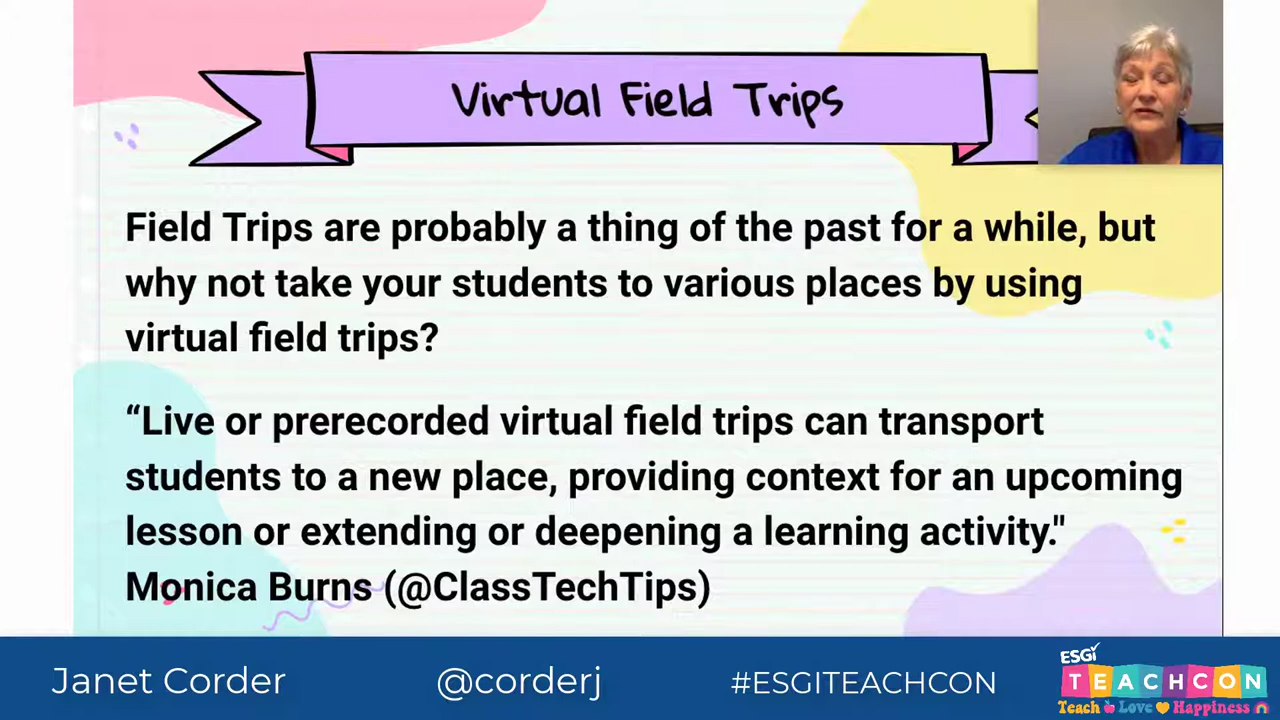 Virtual Field Trips
Field Trips are probably a thing of the past for a while, but
why not take your students to various places by using
virtual field trips?
“Live or prerecorded virtual field trips can transport
students to a new place, providing context for an upcoming
lesson or extending or deepening a learning activity."
Monica Burns (@ClassTechTips)
Janet Corder
@corderj
#ESGITEACHCON
ESGi
TEACHCON
Teach Love Happiness